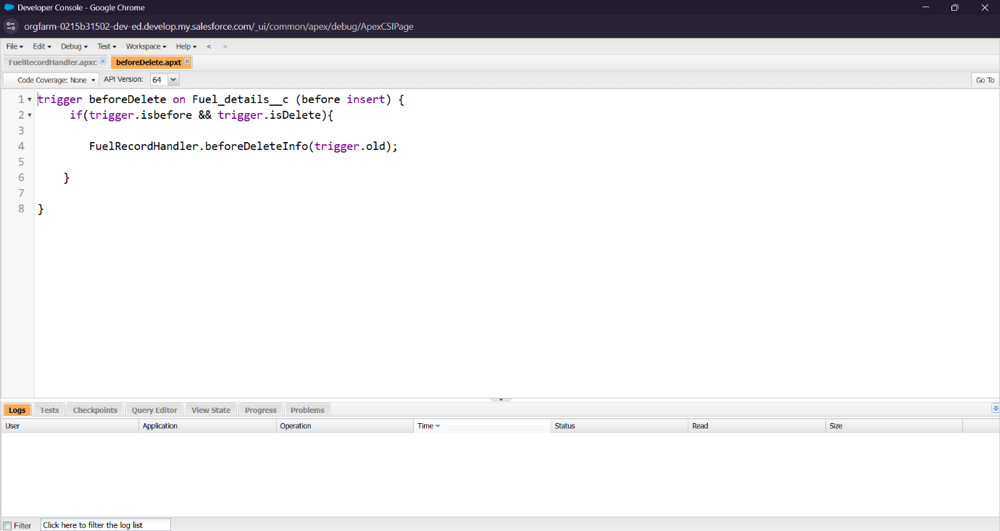 Developer Console - Google Chrome
orgfarm-0215b31502-dev-ed.develop.my.salesforce.com/_ui/common/apex/debug/ApexCSIPage
File Edit Debug Test Workspace Help < >
FuelRecordHandler.apxc beforeDelete.apxt
Code Coverage: None API Version: 64 Go To
1 trigger beforeDelete on Fuel_details__c (before insert) {
2 if(trigger.isbefore && trigger.isDelete){
3
4 FuelRecordHandler.beforeDeleteInfo(trigger.old);
5
6 }
7
8 }
Logs Tests Checkpoints Query Editor View State Progress Problems
User Application Operation Time Status Read Size
Filter Click here to filter the log list